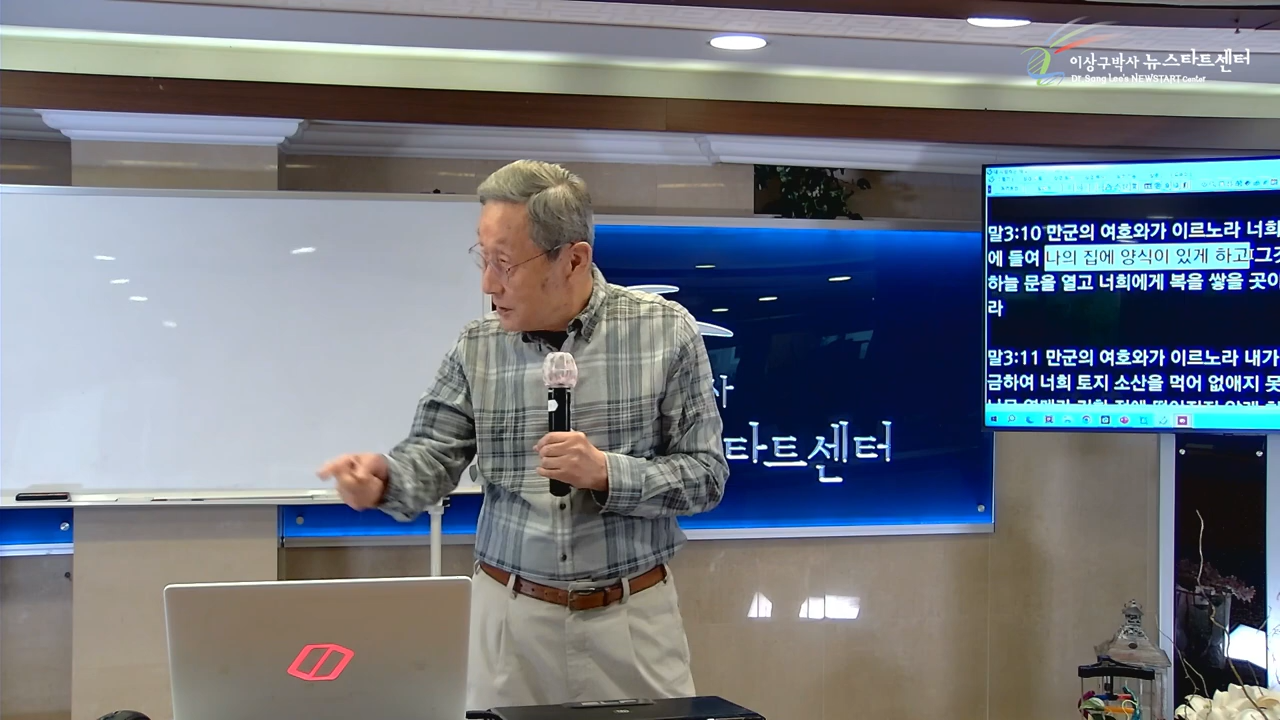 이상구박사 뉴스타트센터
Dr. Sang Lee's NEWSTART Center
말3:10 만군의 여호와가 이르노라 너희
에 들여 나의 집에 양식이 있게 하고 그것
하늘 문을 열고 너희에게 복을 쌓을 곳이
라
말3:11 만군의 여호와가 이르노라 내가
금하여 너희 토지 소산을 먹어 없애지 못
사
스타트센터